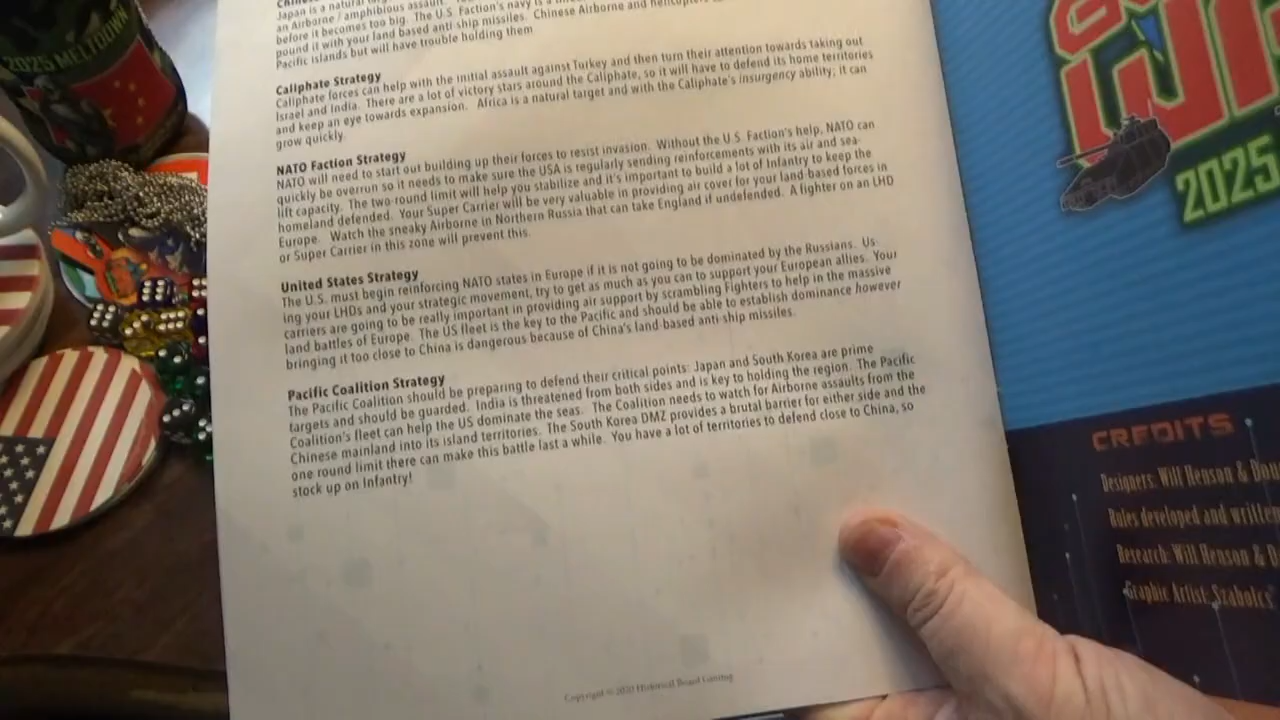 2025 MELTDOWN
Japan is a natural
an Airborne / amphibious assault.
before it becomes too big. The U.S. Faction's navy is a
pound it with your land based anti-ship missiles. Chinese Airborne and
Pacific islands but will have trouble holding them
Caliphate Strategy
Caliphate forces can help with the initial assault against Turkey and then turn their attention towards taking out
Israel and India. There are a lot of victory stars around the Caliphate, so it will have to defend its home territories
and keep an eye towards expansion. Africa is a natural target and with the Caliphate's insurgency ability; it can
grow quickly.
NATO Faction Strategy
NATO will need to start out building up their forces to resist invasion. Without the U.S. Faction's help, NATO can
quickly be overrun so it needs to make sure the USA is regularly sending reinforcements with its air and sea-
lift capacity. The two-round limit will help you stabilize and it's important to build a lot of Infantry to keep the
homeland defended. Your Super Carrier will be very valuable in providing air cover for your land-based forces in
Europe. Watch the sneaky Airborne in Northern Russia that can take England if undefended. A fighter on an LHD
or Super Carrier in this zone will prevent this.
United States Strategy
The U.S. must begin reinforcing NATO states in Europe if it is not going to be dominated by the Russians. Us-
ing your LHDs and your strategic movement, try to get as much as you can to support your European allies. Your
carriers are going to be really important in providing air support by scrambling Fighters to help in the massive
land battles of Europe. The US fleet is the key to the Pacific and should be able to establish dominance however
bringing it too close to China is dangerous because of China's land-based anti-ship missiles.
Pacific Coalition Strategy
The Pacific Coalition should be preparing to defend their critical points: Japan and South Korea are prime
targets and should be guarded. India is threatened from both sides and is key to holding the region. The Pacific
Coalition's fleet can help the US dominate the seas. The Coalition needs to watch for Airborne assaults from the
Chinese mainland into its island territories. The South Korea DMZ provides a brutal barrier for either side and the
one round limit there can make this battle last a while. You have a lot of territories to defend close to China, so
stock up on Infantry!
Copyright © 2020 Historical Board Gaming
2025
CREDITS
Designers: Will Henson &
Rules developed and written
Research: Will Henson &
Graphic Artist: Szabolcs